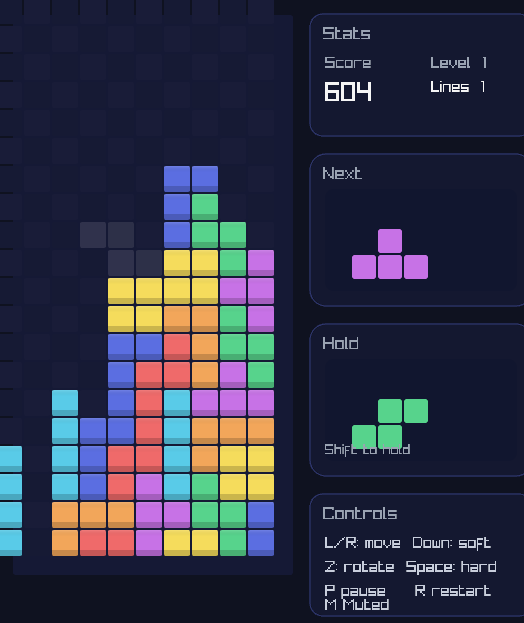 Stats
Score Level 1
604 Lines 1
Next
Hold
Shift to hold
Controls
L/R: move Down: soft
Z: rotate Space: hard
P pause R restart
M Muted